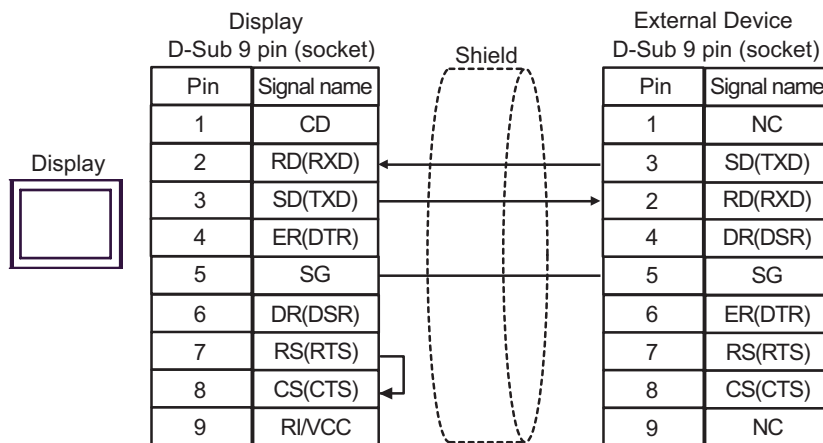 Display
D-Sub 9 pin (socket)
Shield
External Device
D-Sub 9 pin (socket)
Display
Pin Signal name
1 CD
2 RD(RXD)
3 SD(TXD)
4 ER(DTR)
5 SG
6 DR(DSR)
7 RS(RTS)
8 CS(CTS)
9 RI/VCC
Pin Signal name
1 NC
3 SD(TXD)
2 RD(RXD)
4 DR(DSR)
5 SG
6 ER(DTR)
7 RS(RTS)
8 CS(CTS)
9 NC